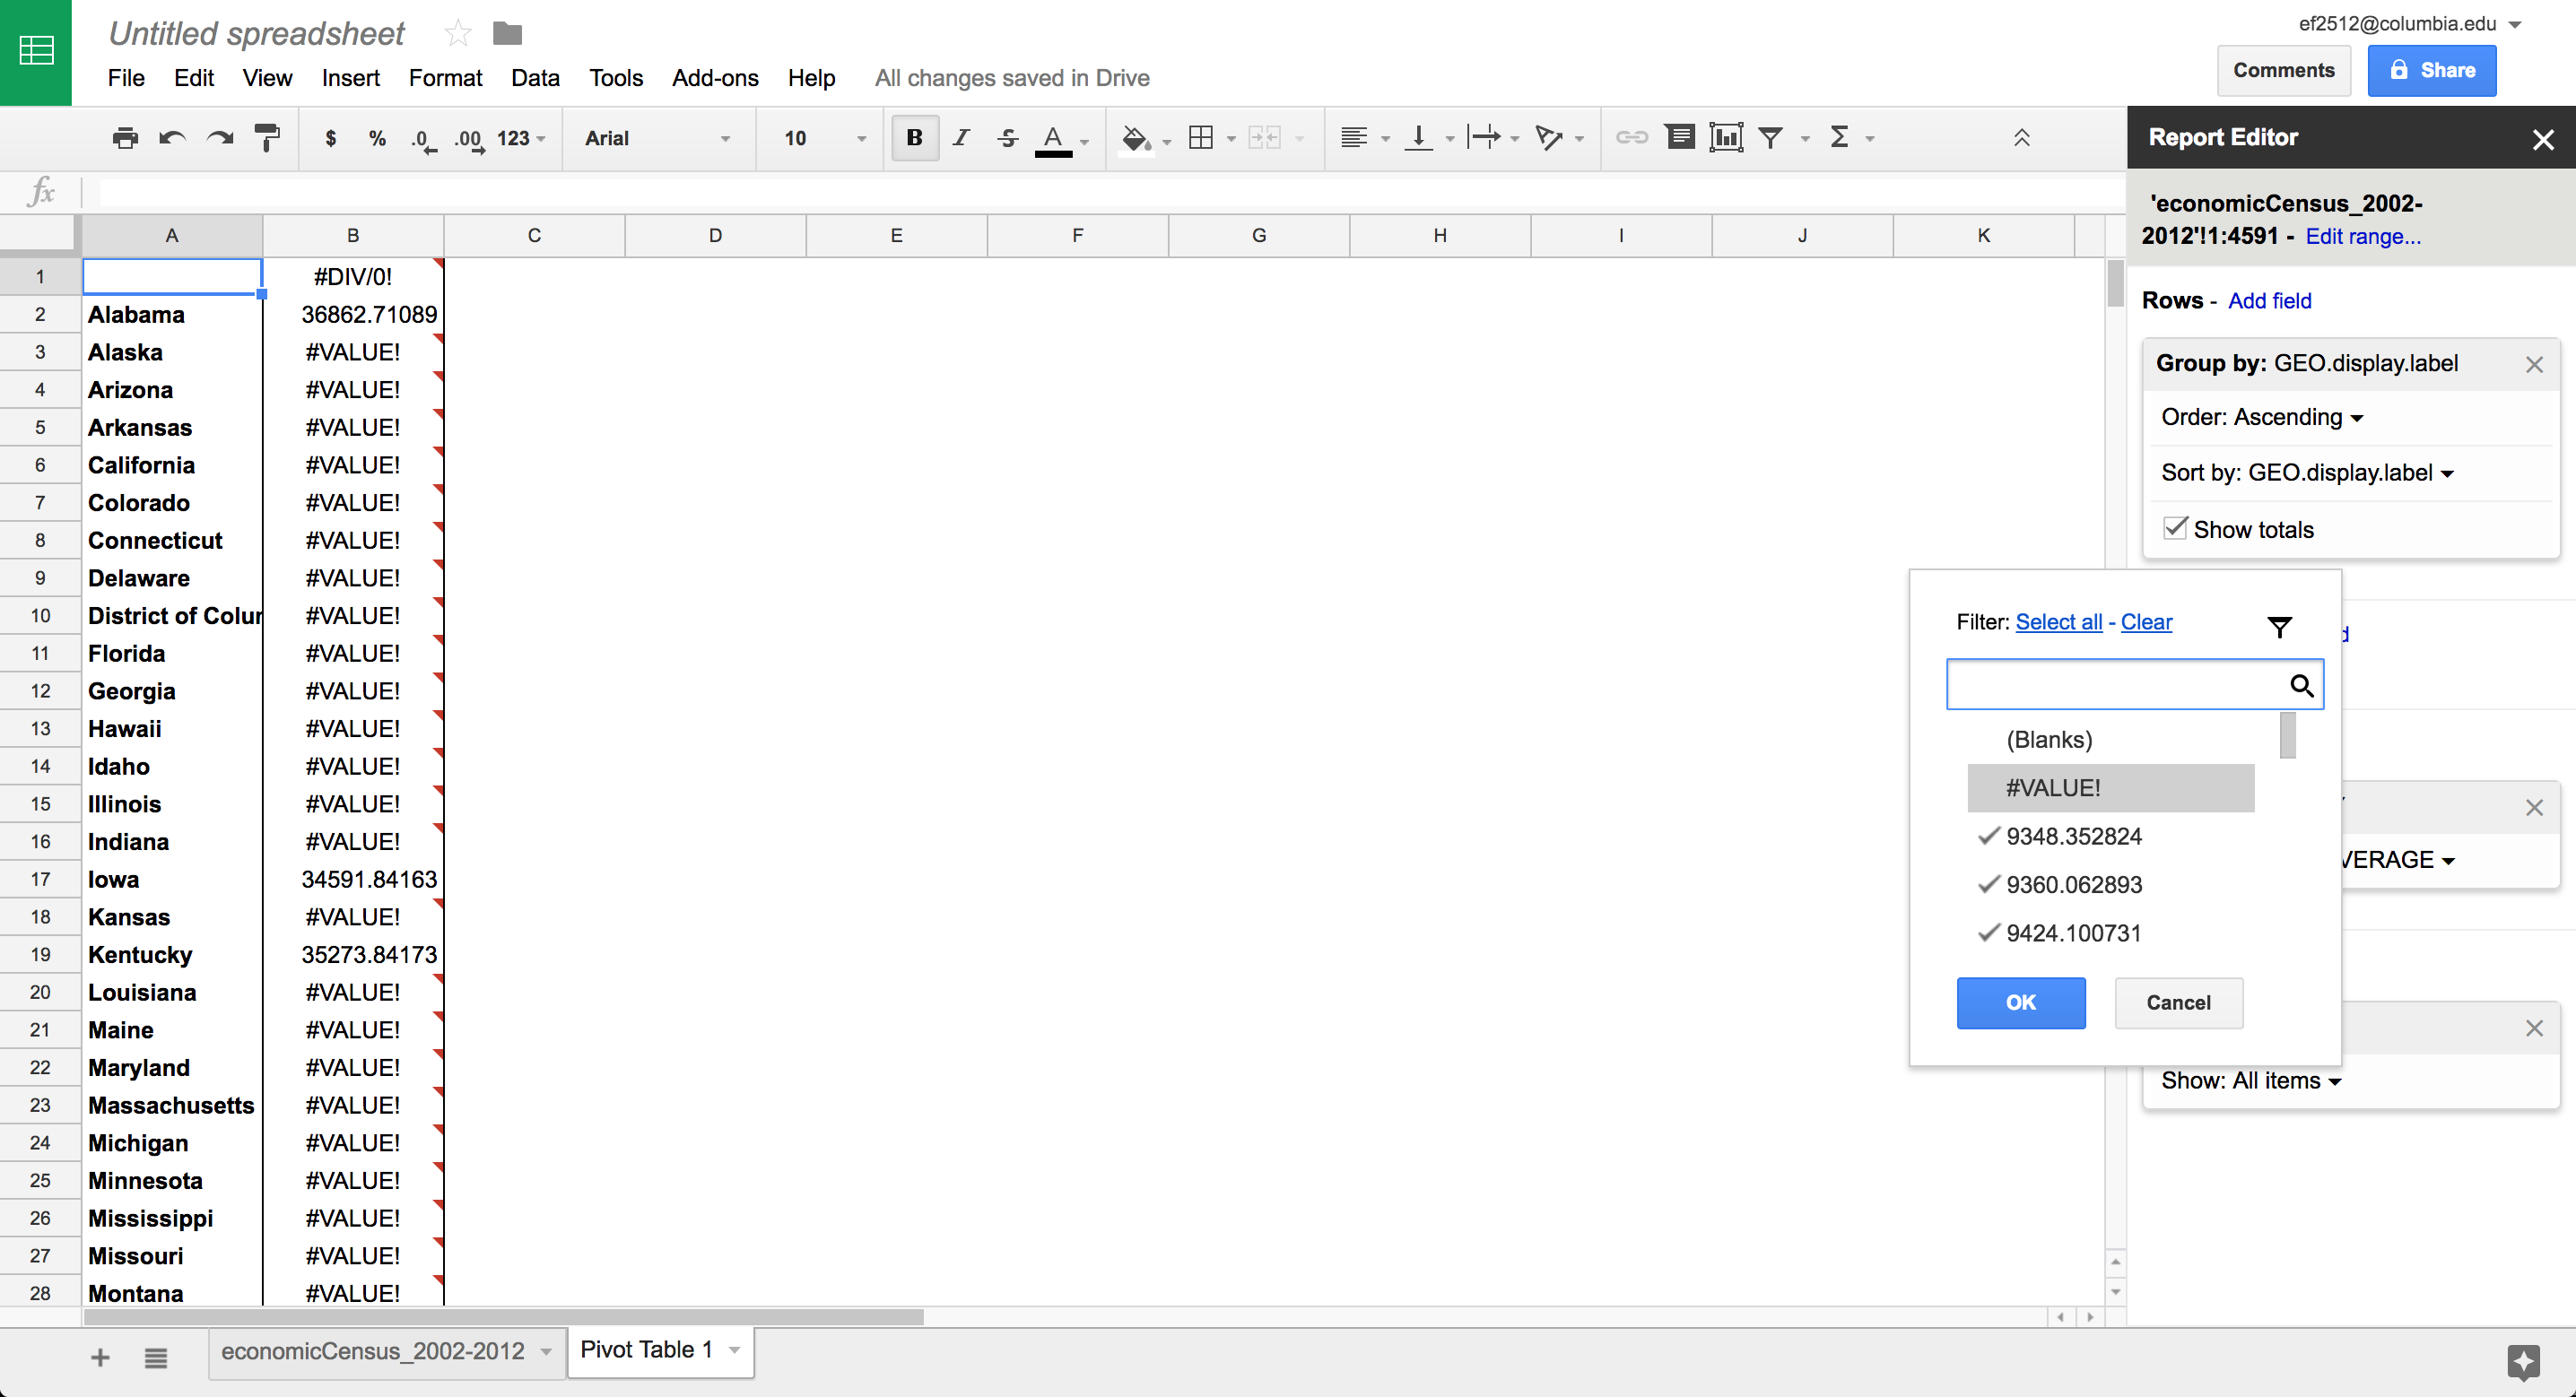 Untitled spreadsheet
ef2512@columbia.edu
File Edit View Insert Format Data Tools Add-ons Help All changes saved in Drive
Comments Share
$ % .0 .00 123 Arial 10 B I S A Σ
Report Editor
fx
'economicCensus_2002-
2012'!1:4591 - Edit range...
A B C D E F G H I J K
1 #DIV/0!
2 Alabama 36862.71089
3 Alaska #VALUE!
4 Arizona #VALUE!
5 Arkansas #VALUE!
6 California #VALUE!
7 Colorado #VALUE!
8 Connecticut #VALUE!
9 Delaware #VALUE!
10 District of Colur #VALUE!
11 Florida #VALUE!
12 Georgia #VALUE!
13 Hawaii #VALUE!
14 Idaho #VALUE!
15 Illinois #VALUE!
16 Indiana #VALUE!
17 Iowa 34591.84163
18 Kansas #VALUE!
19 Kentucky 35273.84173
20 Louisiana #VALUE!
21 Maine #VALUE!
22 Maryland #VALUE!
23 Massachusetts #VALUE!
24 Michigan #VALUE!
25 Minnesota #VALUE!
26 Mississippi #VALUE!
27 Missouri #VALUE!
28 Montana #VALUE!
Rows - Add field
Group by: GEO.display.label
Order: Ascending
Sort by: GEO.display.label
Show totals
Filter: Select all - Clear
(Blanks)
#VALUE!
9348.352824
9360.062893
9424.100731
OK Cancel
VERAGE
Show: All items
economicCensus_2002-2012 Pivot Table 1